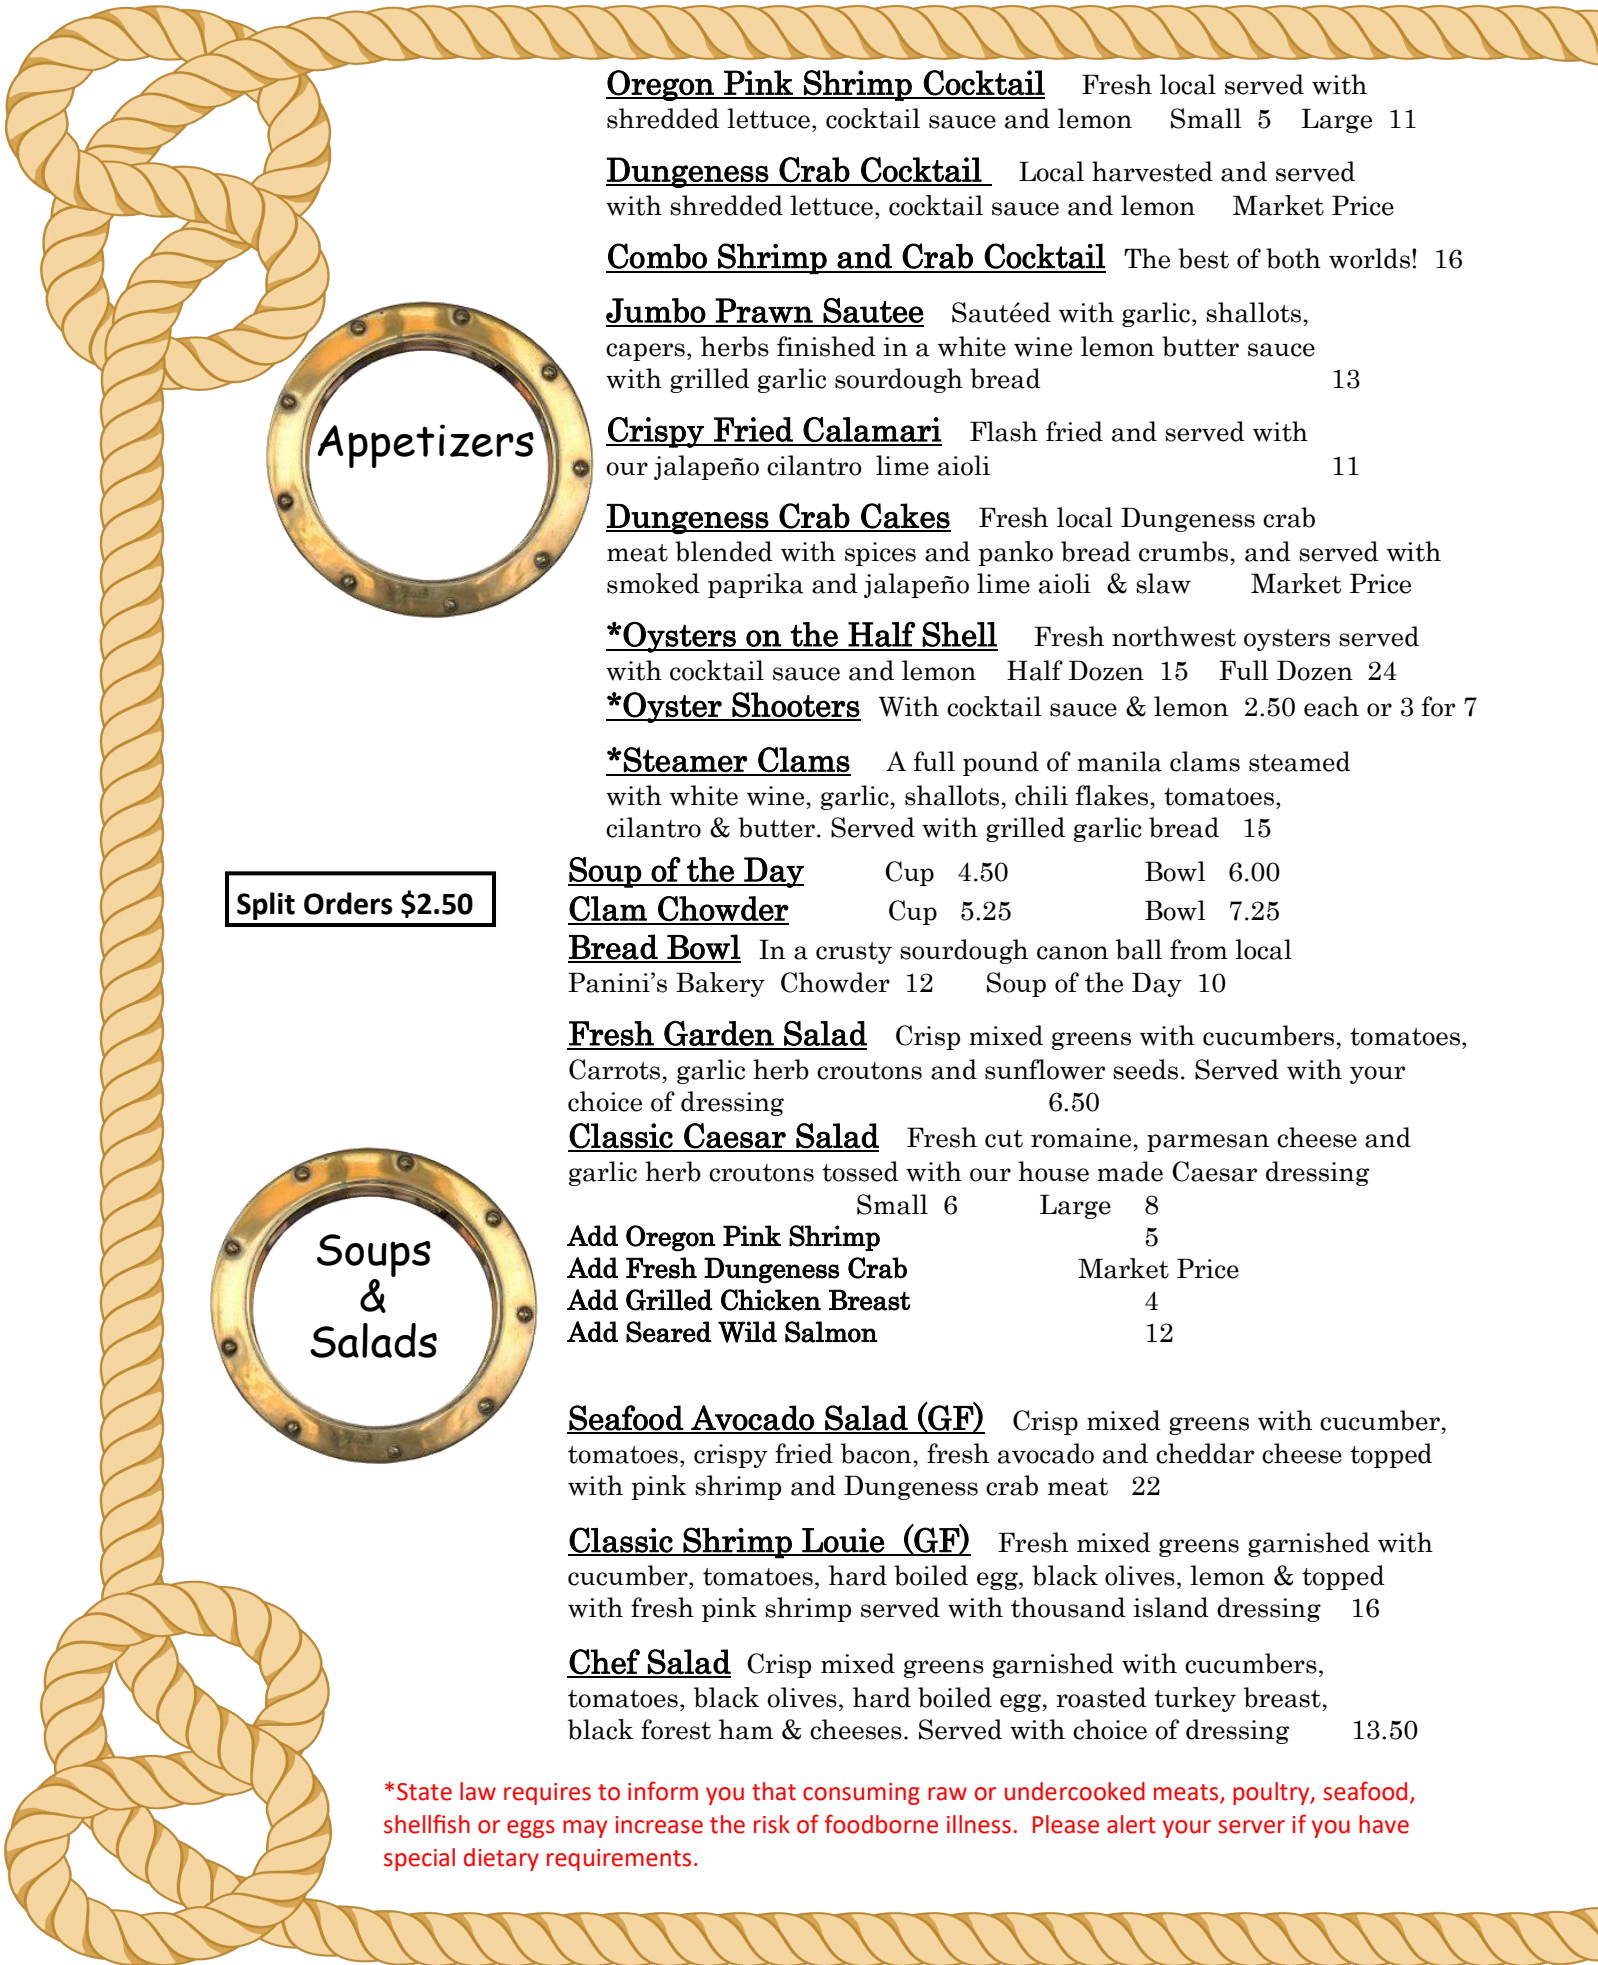 Oregon Pink Shrimp Cocktail Fresh local served with
shredded lettuce, cocktail sauce and lemon Small 5 Large 11
Dungeness Crab Cocktail Local harvested and served
with shredded lettuce, cocktail sauce and lemon Market Price
Combo Shrimp and Crab Cocktail The best of both worlds! 16
Jumbo Prawn Sautee Sautéed with garlic, shallots,
capers, herbs finished in a white wine lemon butter sauce
with grilled garlic sourdough bread 13
Appetizers
Crispy Fried Calamari Flash fried and served with
our jalapeño cilantro lime aioli 11
Dungeness Crab Cakes Fresh local Dungeness crab
meat blended with spices and panko bread crumbs, and served with
smoked paprika and jalapeño lime aioli & slaw Market Price
*Oysters on the Half Shell Fresh northwest oysters served
with cocktail sauce and lemon Half Dozen 15 Full Dozen 24
*Oyster Shooters With cocktail sauce & lemon 2.50 each or 3 for 7
*Steamer Clams A full pound of manila clams steamed
with white wine, garlic, shallots, chili flakes, tomatoes,
cilantro & butter. Served with grilled garlic bread 15
Split Orders $2.50
Soup of the Day Cup 4.50 Bowl 6.00
Clam Chowder Cup 5.25 Bowl 7.25
Bread Bowl In a crusty sourdough canon ball from local
Panini’s Bakery Chowder 12 Soup of the Day 10
Fresh Garden Salad Crisp mixed greens with cucumbers, tomatoes,
Carrots, garlic herb croutons and sunflower seeds. Served with your
choice of dressing 6.50
Classic Caesar Salad Fresh cut romaine, parmesan cheese and
garlic herb croutons tossed with our house made Caesar dressing
Small 6 Large 8
Add Oregon Pink Shrimp 5
Add Fresh Dungeness Crab Market Price
Add Grilled Chicken Breast 4
Add Seared Wild Salmon 12
Soups
&
Salads
Seafood Avocado Salad (GF) Crisp mixed greens with cucumber,
tomatoes, crispy fried bacon, fresh avocado and cheddar cheese topped
with pink shrimp and Dungeness crab meat 22
Classic Shrimp Louie (GF) Fresh mixed greens garnished with
cucumber, tomatoes, hard boiled egg, black olives, lemon & topped
with fresh pink shrimp served with thousand island dressing 16
Chef Salad Crisp mixed greens garnished with cucumbers,
tomatoes, black olives, hard boiled egg, roasted turkey breast,
black forest ham & cheeses. Served with choice of dressing 13.50
*State law requires to inform you that consuming raw or undercooked meats, poultry, seafood,
shellfish or eggs may increase the risk of foodborne illness. Please alert your server if you have
special dietary requirements.